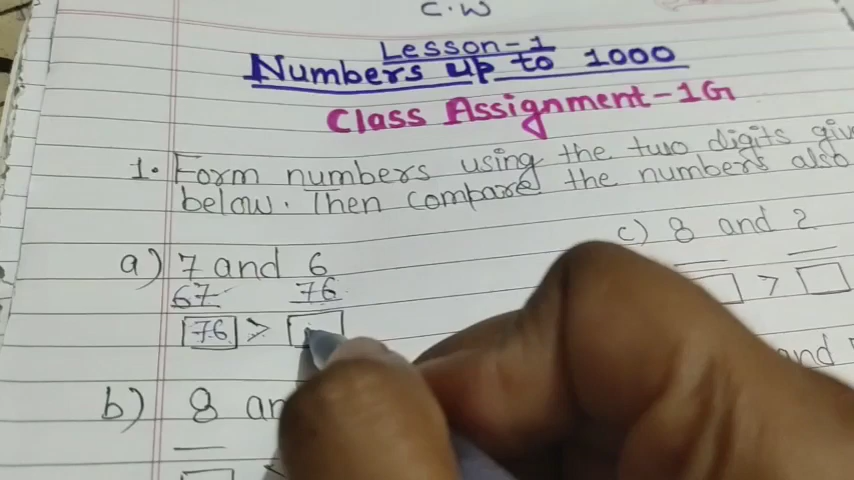 C.W
Lesson-1
Numbers up to 1000
Class Assignment-1G
1. Form numbers using the two digits
below. Then compare the numbers also
a) 7 and 6
67 76
76 >
c) 8 and 2
>
b) 8
and